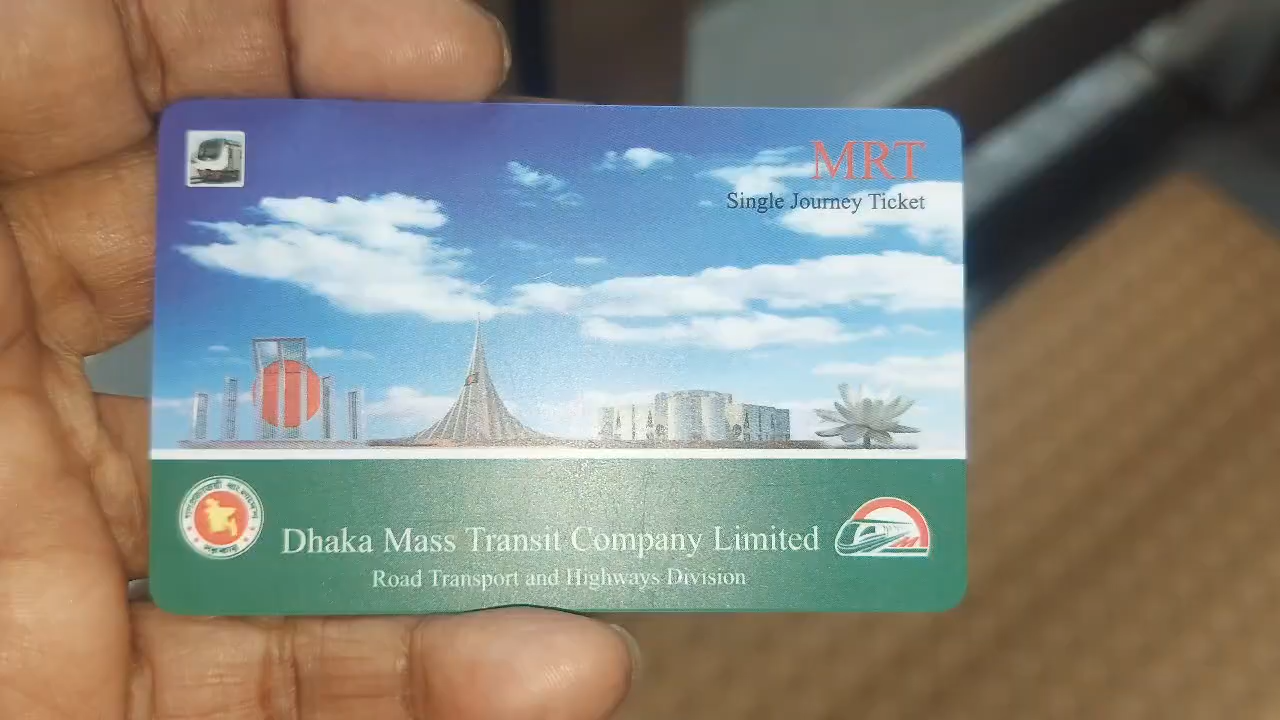 MRT
Single Journey Ticket
Dhaka Mass Transit Company Limited
Road Transport and Highways Division